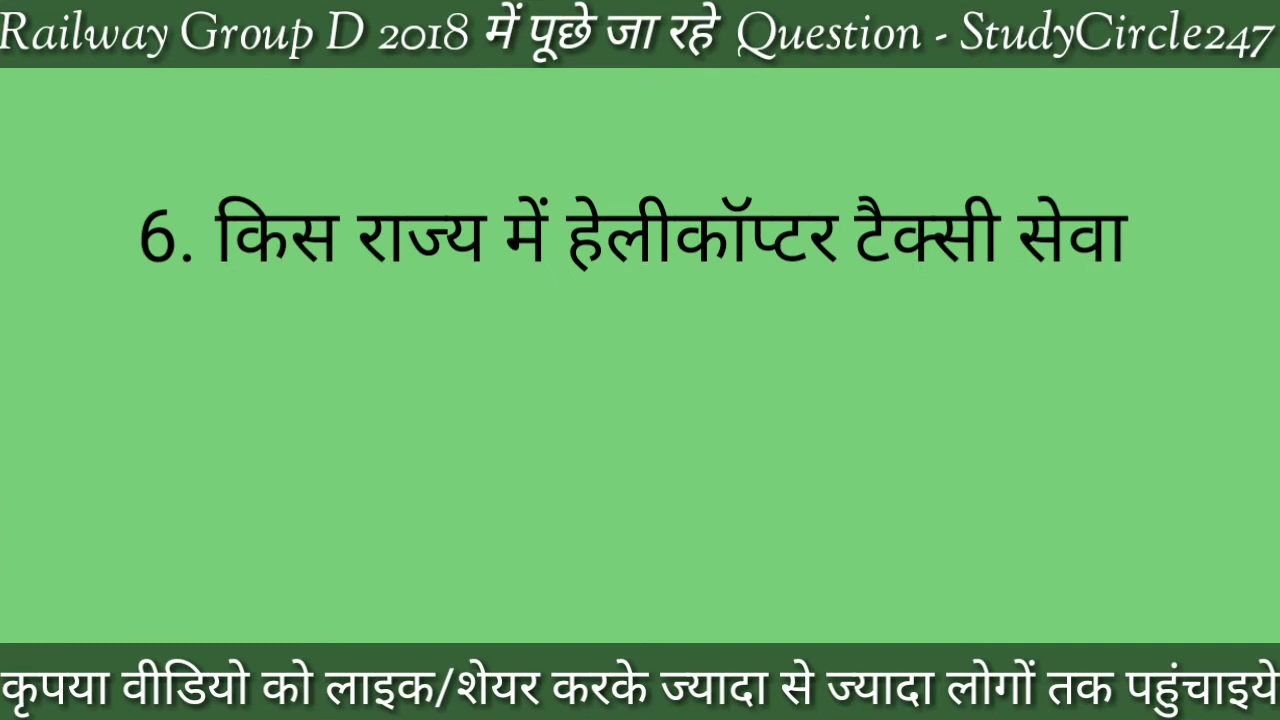 Railway Group D 2018 में पूछे जा रहे Question - StudyCircle247
6. किस राज्य में हेलीकॉप्टर टैक्सी सेवा
कृपया वीडियो को लाइक/शेयर करके ज्यादा से ज्यादा लोगों तक पहुंचाइये